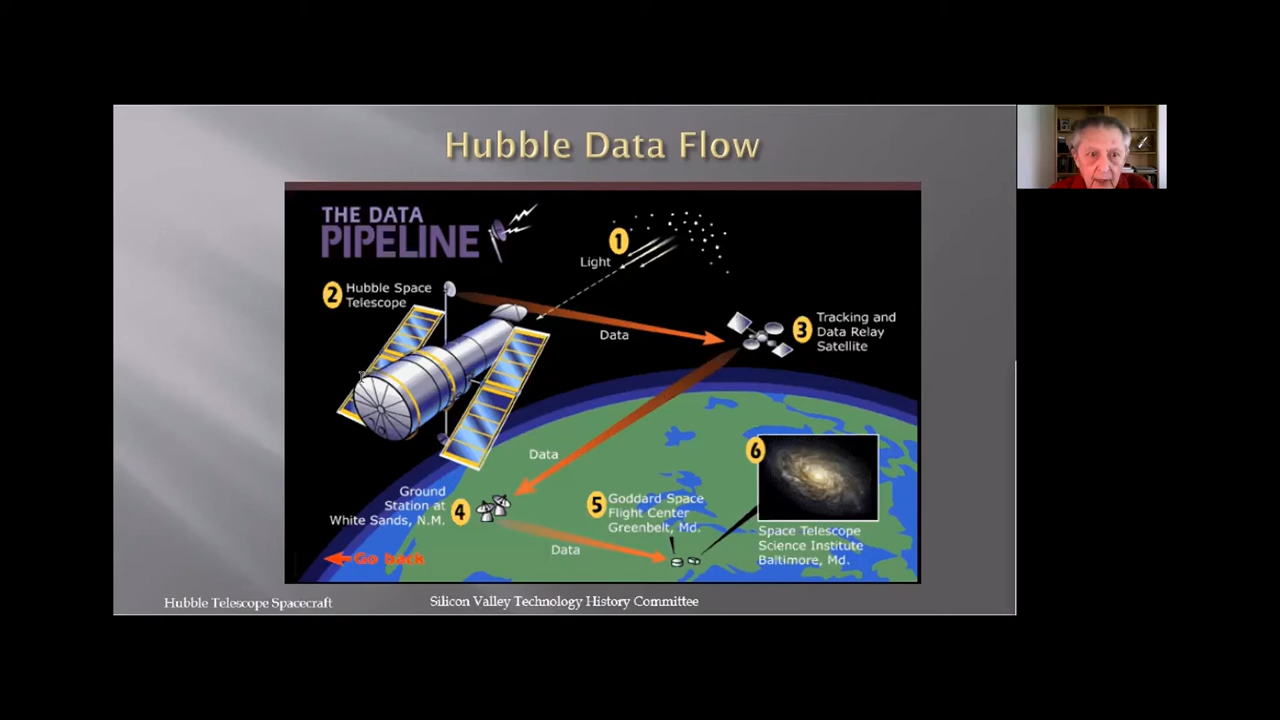 Hubble Data Flow
THE DATA
PIPELINE
1
Light
2
Hubble Space
Telescope
Data
3
Tracking and
Data Relay
Satellite
Data
Ground
Station at
White Sands, N.M.
4
5
Goddard Space
Flight Center
Greenbelt, Md.
Data
6
Space Telescope
Science Institute
Baltimore, Md.
Go back
Hubble Telescope Spacecraft
Silicon Valley Technology History Committee